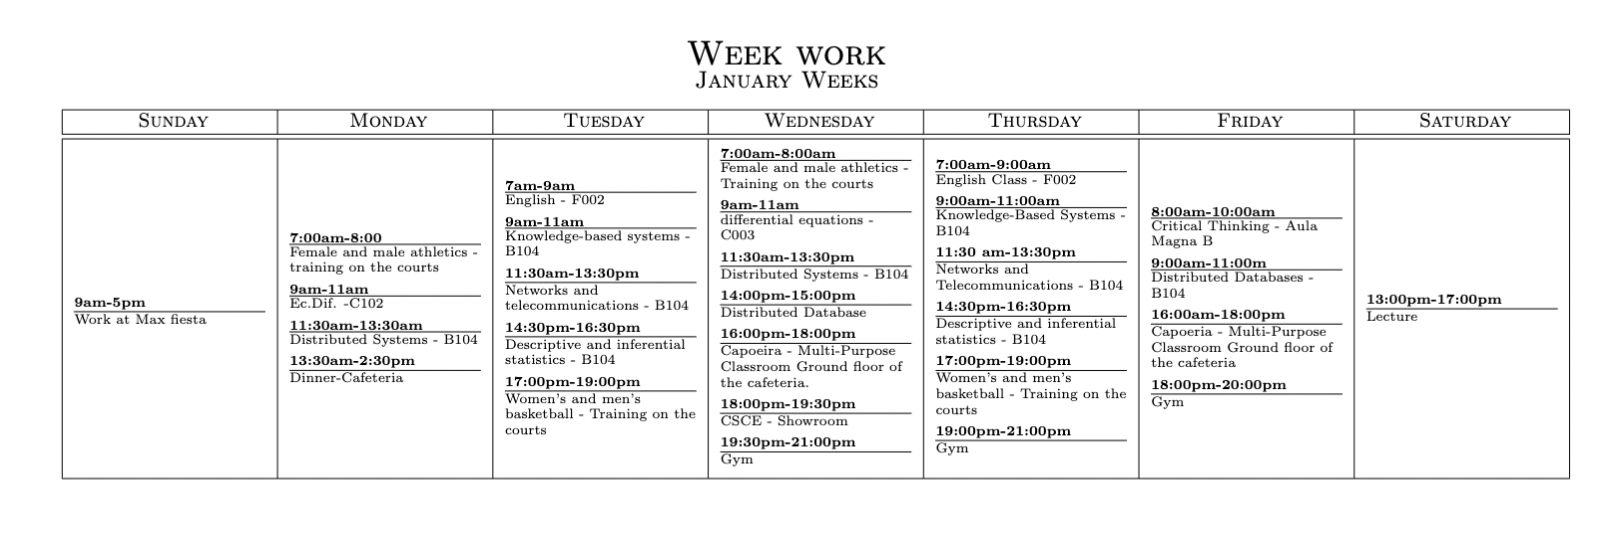 Week work
January Weeks
Sunday
Monday
Tuesday
Wednesday
Thursday
Friday
Saturday
9am-5pm
Work at Max fiesta
7:00am-8:00
Female and male athletics -
training on the courts
9am-11am
Ec.Dif. -C102
11:30am-13:30am
Distributed Systems - B104
13:30am-2:30pm
Dinner-Cafeteria
7am-9am
English - F002
9am-11am
Knowledge-based systems -
B104
11:30am-13:30pm
Networks and
telecommunications - B104
14:30pm-16:30pm
Descriptive and inferential
statistics - B104
17:00pm-19:00pm
Women's and men's
basketball - Training on the
courts
7:00am-8:00am
Female and male athletics -
Training on the courts
9am-11am
differential equations -
C003
11:30am-13:30pm
Distributed Systems - B104
14:00pm-15:00pm
Distributed Database
16:00pm-18:00pm
Capoeira - Multi-Purpose
Classroom Ground floor of
the cafeteria.
18:00pm-19:30pm
CSCE - Showroom
19:30pm-21:00pm
Gym
7:00am-9:00am
English Class - F002
9:00am-11:00am
Knowledge-Based Systems -
B104
11:30 am-13:30pm
Networks and
Telecommunications - B104
14:30pm-16:30pm
Descriptive and inferential
statistics - B104
17:00pm-19:00pm
Women's and men's
basketball - Training on the
courts
19:00pm-21:00pm
Gym
8:00am-10:00am
Critical Thinking - Aula
Magna B
9:00am-11:00m
Distributed Databases -
B104
16:00am-18:00pm
Capoeria - Multi-Purpose
Classroom Ground floor of
the cafeteria
18:00pm-20:00pm
Gym
13:00pm-17:00pm
Lecture